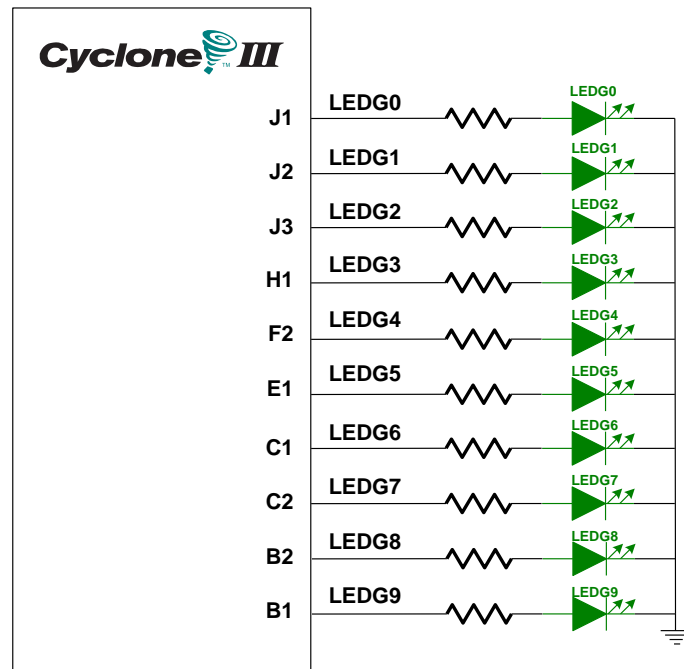 Cyclone III
TM
LEDG0
J1 LEDG0
LEDG1
J2 LEDG1
LEDG2
J3 LEDG2
LEDG3
H1 LEDG3
LEDG4
F2 LEDG4
LEDG5
E1 LEDG5
LEDG6
C1 LEDG6
LEDG7
C2 LEDG7
LEDG8
B2 LEDG8
LEDG9
B1 LEDG9